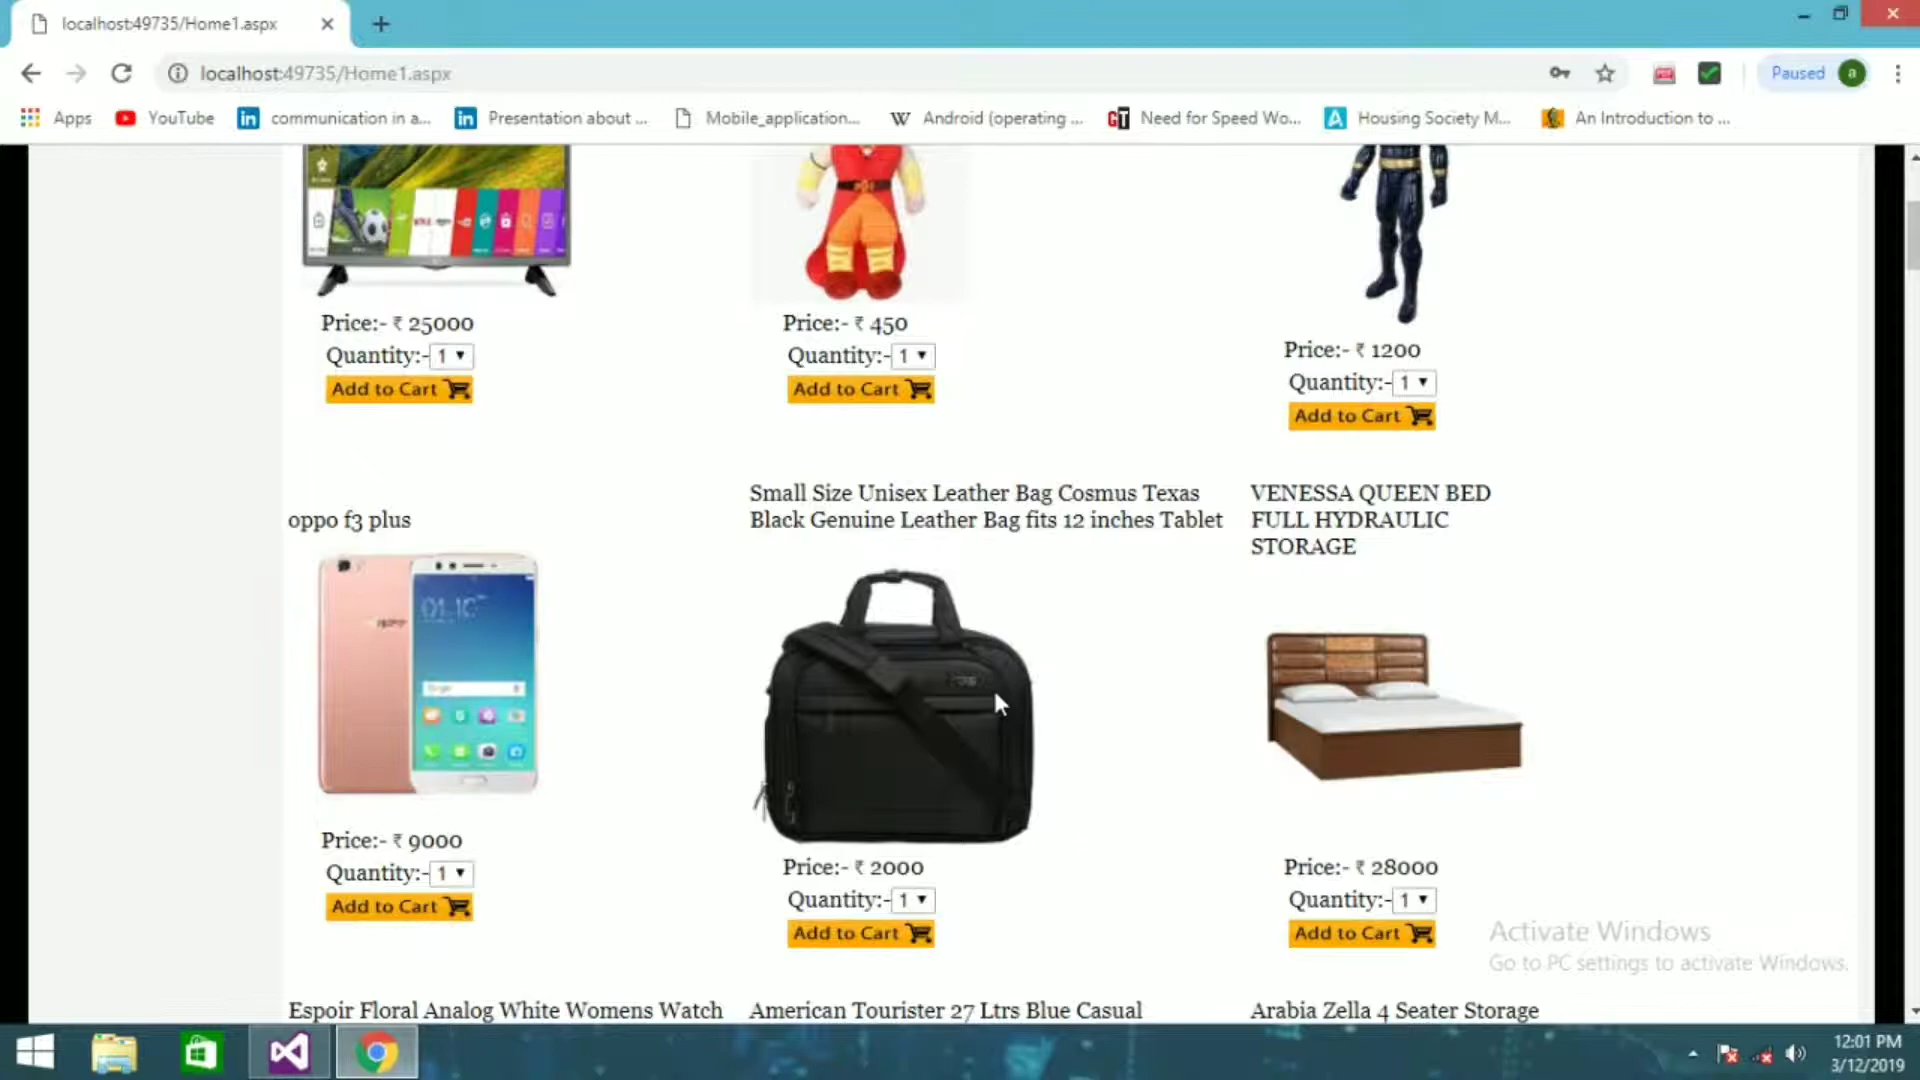 localhost:49735/Home1.aspx
localhost:49735/Home1.aspx
Paused a
Apps YouTube communication in a... Presentation about ... Mobile_application... Android (operating ... Need for Speed Wo... Housing Society M... An Introduction to ...
Price:- ₹ 25000
Quantity:- 1
Add to Cart
Price:- ₹ 450
Quantity:- 1
Add to Cart
Price:- ₹ 1200
Quantity:- 1
Add to Cart
oppo f3 plus
Price:- ₹ 9000
Quantity:- 1
Add to Cart
Small Size Unisex Leather Bag Cosmus Texas
Black Genuine Leather Bag fits 12 inches Tablet
Price:- ₹ 2000
Quantity:- 1
Add to Cart
VENESSA QUEEN BED
FULL HYDRAULIC
STORAGE
Price:- ₹ 28000
Quantity:- 1
Add to Cart
Espoir Floral Analog White Womens Watch
American Tourister 27 Ltrs Blue Casual
Arabia Zella 4 Seater Storage
Activate Windows
Go to PC settings to activate Windows.
12:01 PM
3/12/2019